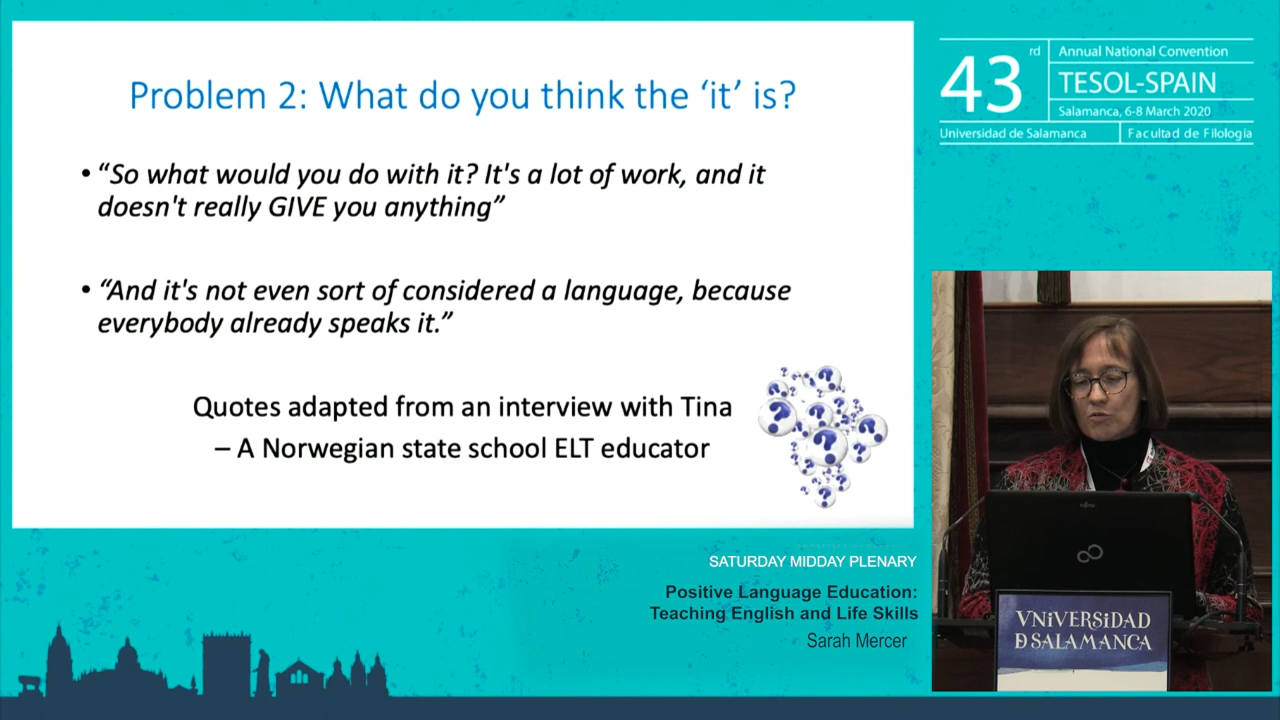 Problem 2: What do you think the ‘it’ is?
• “So what would you do with it? It's a lot of work, and it
doesn't really GIVE you anything”
• “And it's not even sort of considered a language, because
everybody already speaks it.”
Quotes adapted from an interview with Tina
– A Norwegian state school ELT educator
43rd
Annual National Convention
TESOL-SPAIN
Salamanca, 6-8 March 2020
Universidad de Salamanca
Facultad de Filología
SATURDAY MIDDAY PLENARY
Positive Language Education:
Teaching English and Life Skills
Sarah Mercer
VNiVERSiDAD
Đ SALAMANCA